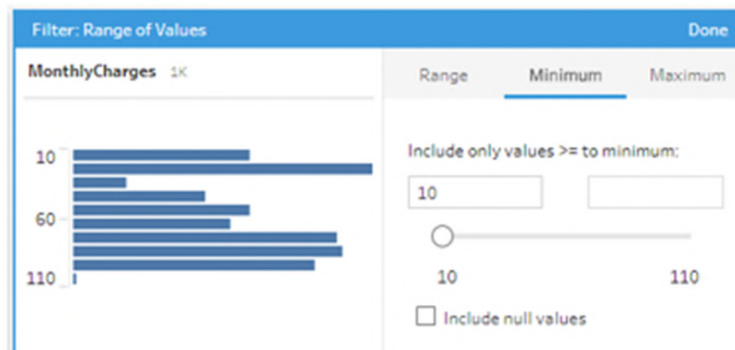 Filter: Range of Values Done
MonthlyCharges 1K
Range Minimum Maximum
10
60
110
Include only values >= to minimum:
10
10 110
Include null values